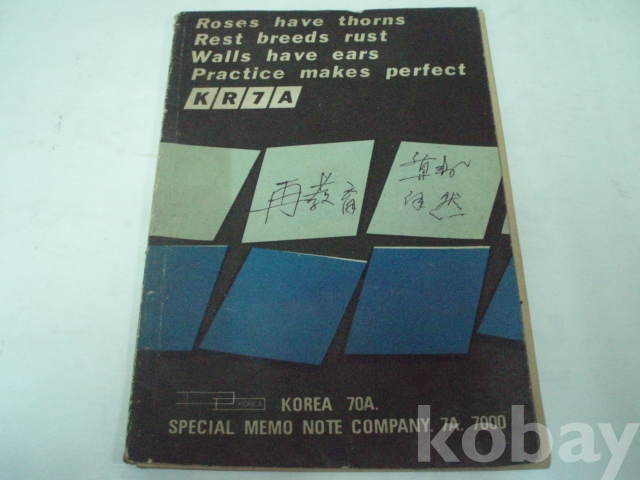 Roses have thorns
Rest breeds rust
Walls have ears
Practice makes perfect
KR7A
再教育
KOREA
KOREA 70A.
SPECIAL MEMO NOTE COMPANY. 7A. 7000
kobay